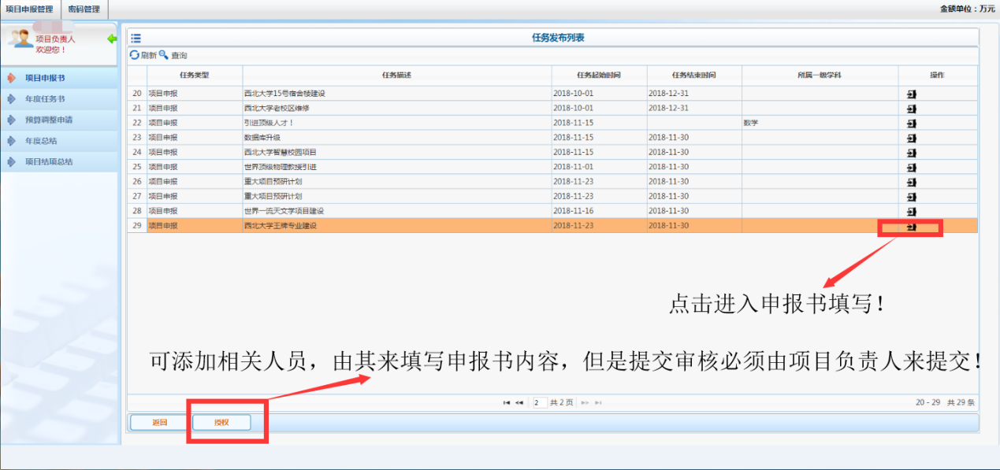 项目申报管理 密码管理 金额单位：万元
项目负责人
欢迎您！
项目申报书
年度任务书
预算调整申请
年度总结
项目结项总结
任务发布列表
刷新 查询
任务类型 任务描述 任务起始时间 任务结束时间 所属一级学科 操作
20 项目申报 西北大学15号宿舍楼建设 2018-10-01 2018-12-31
21 项目申报 西北大学老校区维修 2018-10-01 2018-12-31
22 项目申报 引进顶级人才！ 2018-11-15 数学
23 项目申报 数据库升级 2018-11-15 2018-11-30
24 项目申报 西北大学智慧校园项目 2018-11-15 2018-11-30
25 项目申报 世界顶级物理教授引进 2018-11-01 2018-11-30
26 项目申报 重大项目预研计划 2018-11-23 2018-11-30
27 项目申报 重大项目预研计划 2018-11-23 2018-11-30
28 项目申报 世界一流天文学项目建设 2018-11-16 2018-11-30
29 项目申报 西北大学王牌专业建设 2018-11-23 2018-11-30
点击进入申报书填写！
可添加相关人员，由其来填写申报书内容，但是提交审核必须由项目负责人来提交！
2 共 2 页 20 - 29 共 29 条
返回 授权